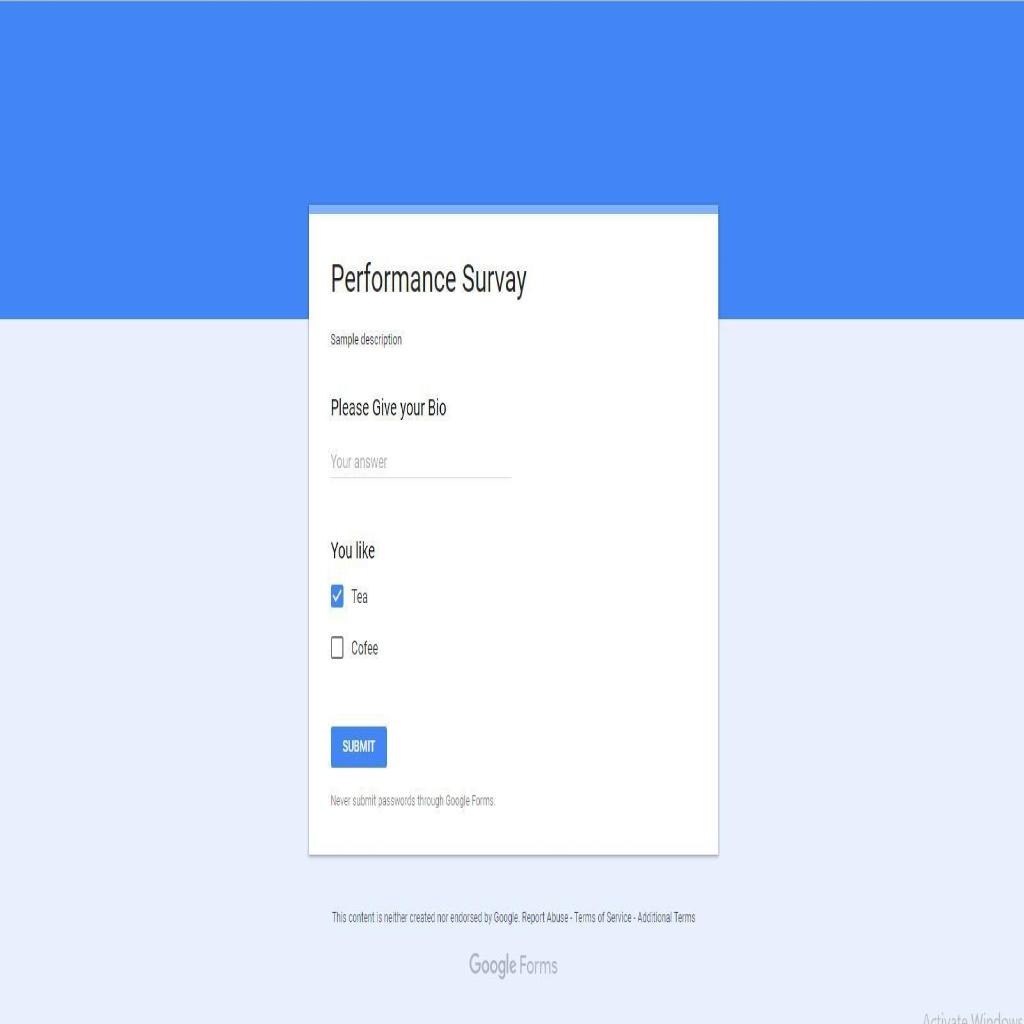 Performance Survay
Sample description
Please Give your Bio
Your answer
You like
Tea
Cofee
SUBMIT
Never submit passwords through Google Forms.
This content is neither created nor endorsed by Google. Report Abuse - Terms of Service - Additional Terms
Google Forms
Activate Windows